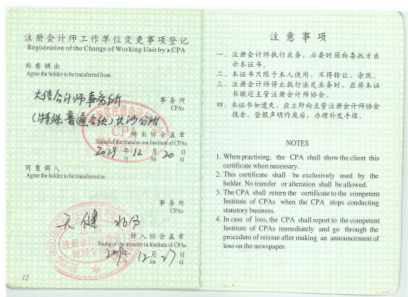 注册会计师工作单位变更事项登记
Registration of the Change of Working Unit by a CPA
同意调出
Agree the holder to be transferred from
大信会计师事务所
(特殊普通合伙)长沙分所
事务所
CPAs
CPA
转出协会盖章
Stamp of the transfer-out Institute of CPAs
2019年12月20日
同意调入
Agree the holder to be transferred to
天健
事务所
CPAs
转入协会盖章
Stamp of the transfer-in Institute of CPAs
12月27日
12
注意事项
一、注册会计师执行业务，必要时须向委托方出
示本证书。
二、本证书只限于本人使用，不得转让、涂改。
三、注册会计师停止执行法定业务时，应将本证
书缴还主管注册会计师协会。
四、本证书如遗失，应立即向主管注册会计师协会
报告，登报声明作废后，办理补发手续。
NOTES
1. When practising, the CPA shall show the client this
certificate when necessary.
2. This certificate shall be exclusively used by the
holder. No transfer or alteration shall be allowed.
3. The CPA shall return the certificate to the competent
Institute of CPAs when the CPA stops conducting
statutory business.
4. In case of loss, the CPA shall report to the competent
Institute of CPAs immediately and go through the
procedure of reissue after making an announcement of
loss on the newspaper.